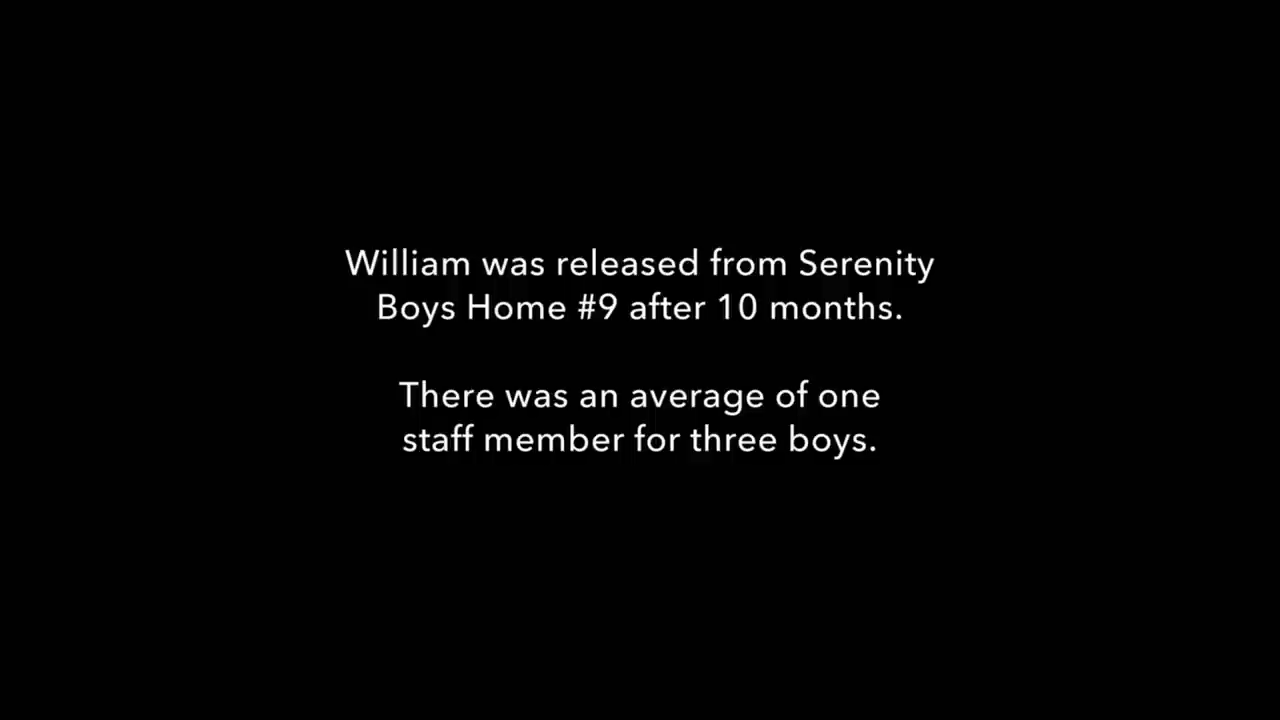 William was released from Serenity
Boys Home #9 after 10 months.
There was an average of one
staff member for three boys.